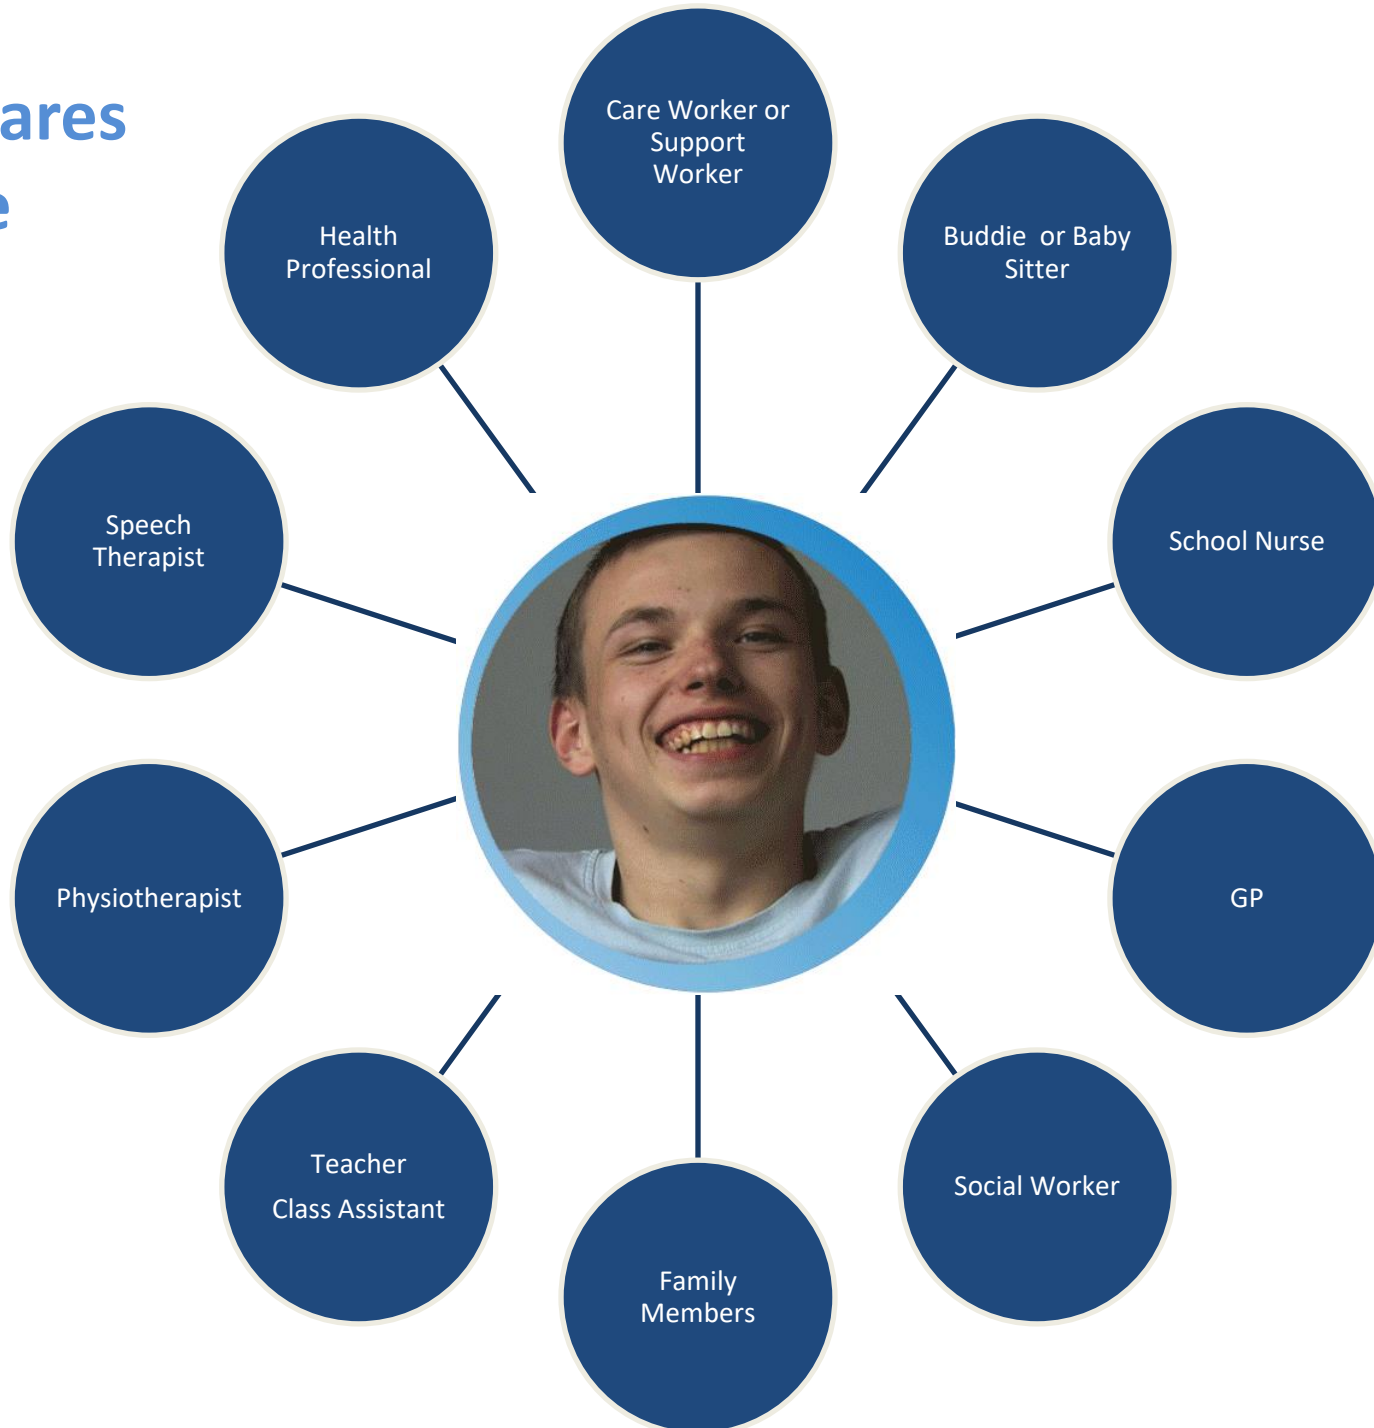 ares
e
Care Worker or
Support
Worker
Buddie or Baby
Sitter
School Nurse
GP
Social Worker
Family
Members
Teacher
Class Assistant
Physiotherapist
Speech
Therapist
Health
Professional